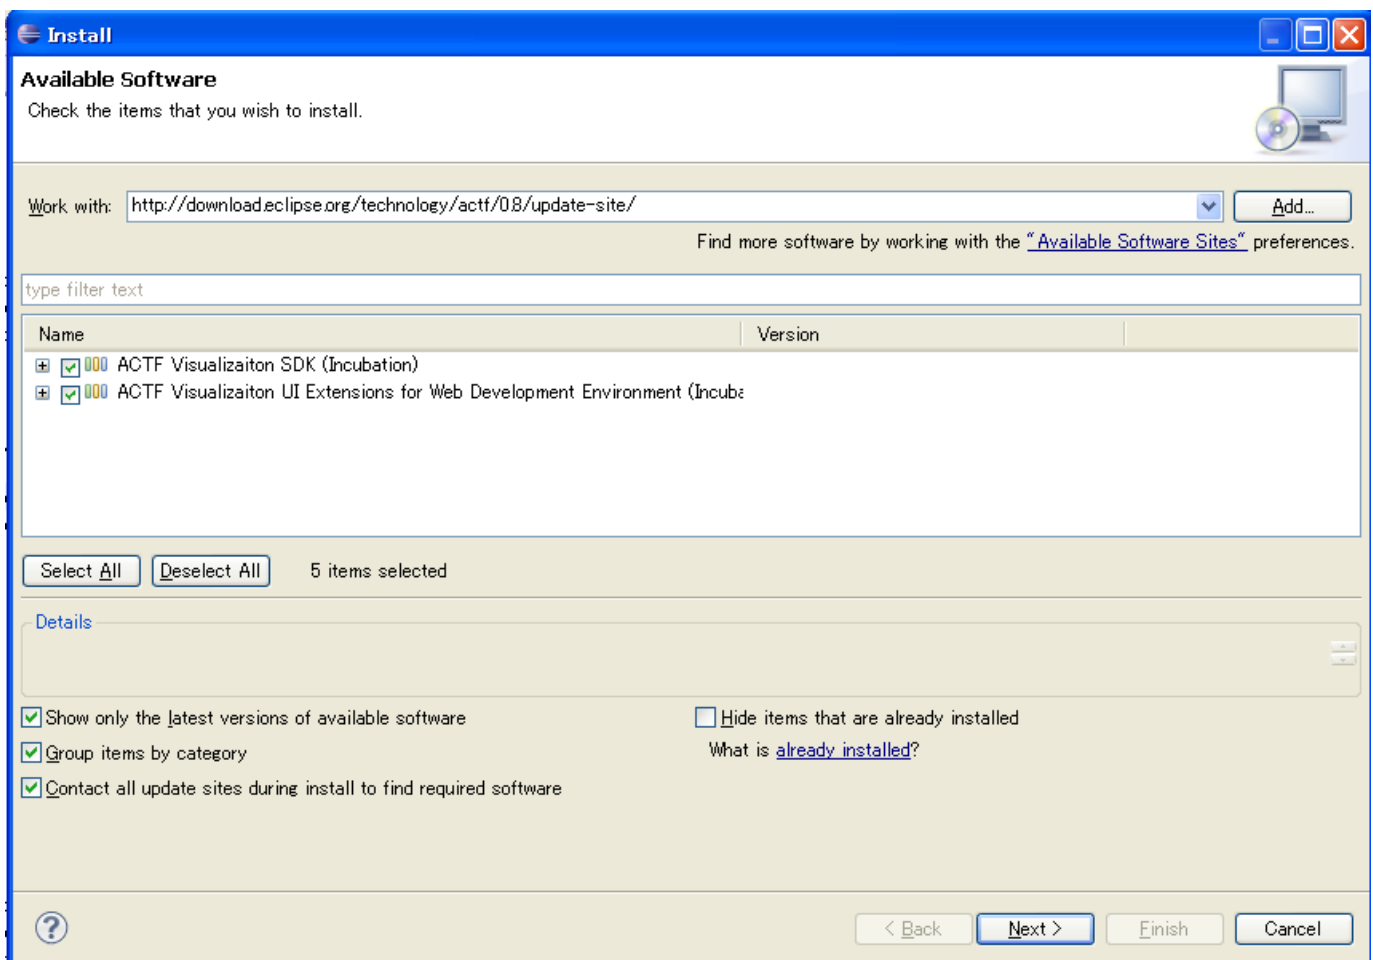 Install
Available Software
Check the items that you wish to install.
Work with: http://download.eclipse.org/technology/actf/0.8/update-site/ Add...
Find more software by working with the "Available Software Sites" preferences.
type filter text
Name Version
ACTF Visualizaiton SDK (Incubation)
ACTF Visualizaiton UI Extensions for Web Development Environment (Incuba
Select All Deselect All 5 items selected
Details
Show only the latest versions of available software Hide items that are already installed
Group items by category What is already installed?
Contact all update sites during install to find required software
? < Back Next > Finish Cancel